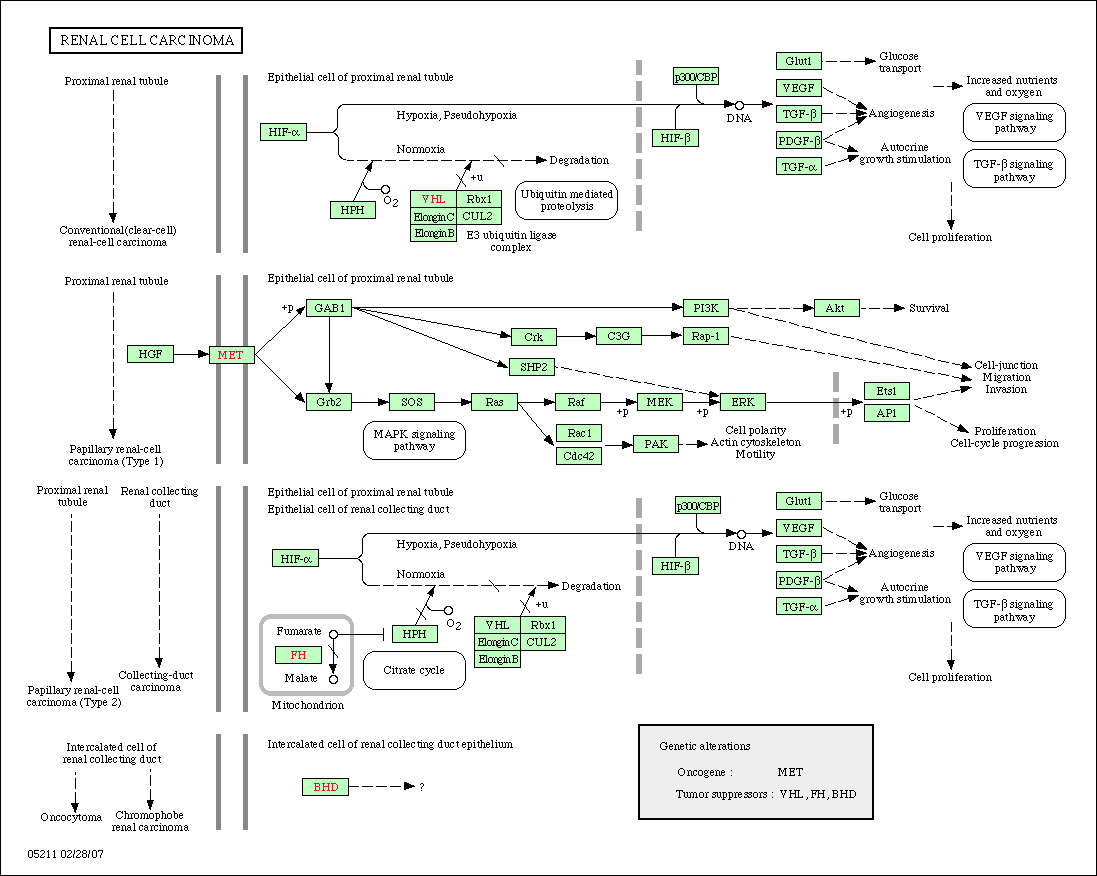 RENAL CELL CARCINOMA
Proximal renal tubule
Conventional(clear-cell)
renal-cell carcinoma
Epithelial cell of proximal renal tubule
HIF-α
Hypoxia, Pseudohypoxia
Normoxia
Degradation
HPH
O2
+u
VHL
Rbx1
Elongin C
CUL2
Elongin B
E3 ubiquitin ligase
complex
Ubiquitin mediated
proteolysis
p300/CBP
HIF-β
DNA
Glut1
VEGF
TGF-β
PDGF-β
TGF-α
Glucose
transport
Angiogenesis
Autocrine
growth stimulation
Increased nutrients
and oxygen
VEGF signaling
pathway
TGF-β signaling
pathway
Cell proliferation
Proximal renal tubule
Papillary renal-cell
carcinoma (Type 1)
Epithelial cell of proximal renal tubule
HGF
MET
+p
GAB1
PI3K
Akt
Survival
Crk
C3G
Rap-1
SHP2
Grb2
SOS
Ras
Raf
+p
MEK
+p
ERK
+p
Ets1
AP1
Cell-junction
Migration
Invasion
Proliferation
Cell-cycle progression
MAPK signaling
pathway
Rac1
Cdc42
PAK
Cell polarity
Actin cytoskeleton
Motility
Proximal renal
tubule
Renal collecting
duct
Papillary renal-cell
carcinoma (Type 2)
Collecting-duct
carcinoma
Epithelial cell of proximal renal tubule
Epithelial cell of renal collecting duct
HIF-α
Hypoxia, Pseudohypoxia
Normoxia
Degradation
HPH
O2
+u
VHL
Rbx1
Elongin C
CUL2
Elongin B
Fumarate
FH
Malate
Mitochondrion
Citrate cycle
p300/CBP
HIF-β
DNA
Glut1
VEGF
TGF-β
PDGF-β
TGF-α
Glucose
transport
Angiogenesis
Autocrine
growth stimulation
Increased nutrients
and oxygen
VEGF signaling
pathway
TGF-β signaling
pathway
Cell proliferation
Intercalated cell of
renal collecting duct
Oncocytoma
Chromophobe
renal carcinoma
Intercalated cell of renal collecting duct epithelium
BHD
?
Genetic alterations
Oncogene : MET
Tumor suppressors : VHL, FH, BHD
05211 02/28/07